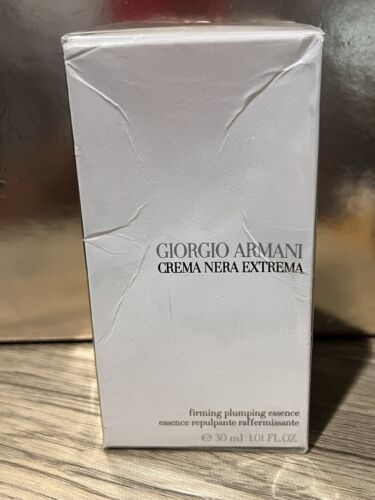 GIORGIO ARMANI
CREMA NERA EXTREMA
firming plumping essence
essence repulpante raffermissante
℮ 30 ml 1.01 FL.OZ.